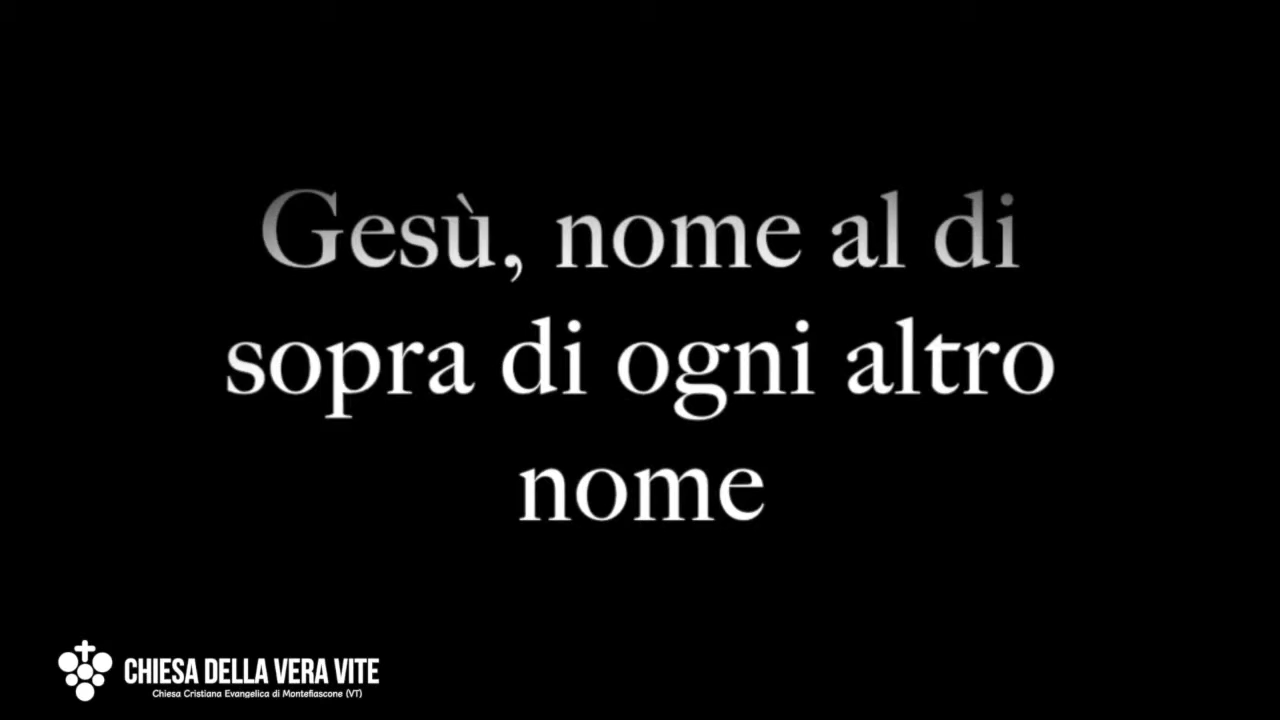 Gesù, nome al di
sopra di ogni altro
nome
CHIESA DELLA VERA VITE
Chiesa Cristiana Evangelica di Montefiascone (VT)